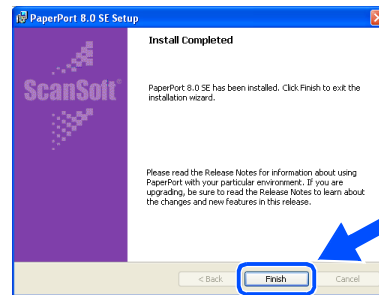 PaperPort 8.0 SE Setup
Install Completed
ScanSoft®
PaperPort 8.0 SE has been installed. Click Finish to exit the
installation wizard.
Please read the Release Notes for information about using
PaperPort with your particular environment. If you are
upgrading, be sure to read the Release Notes to learn about
the changes and new features in this release.
< Back Finish Cancel